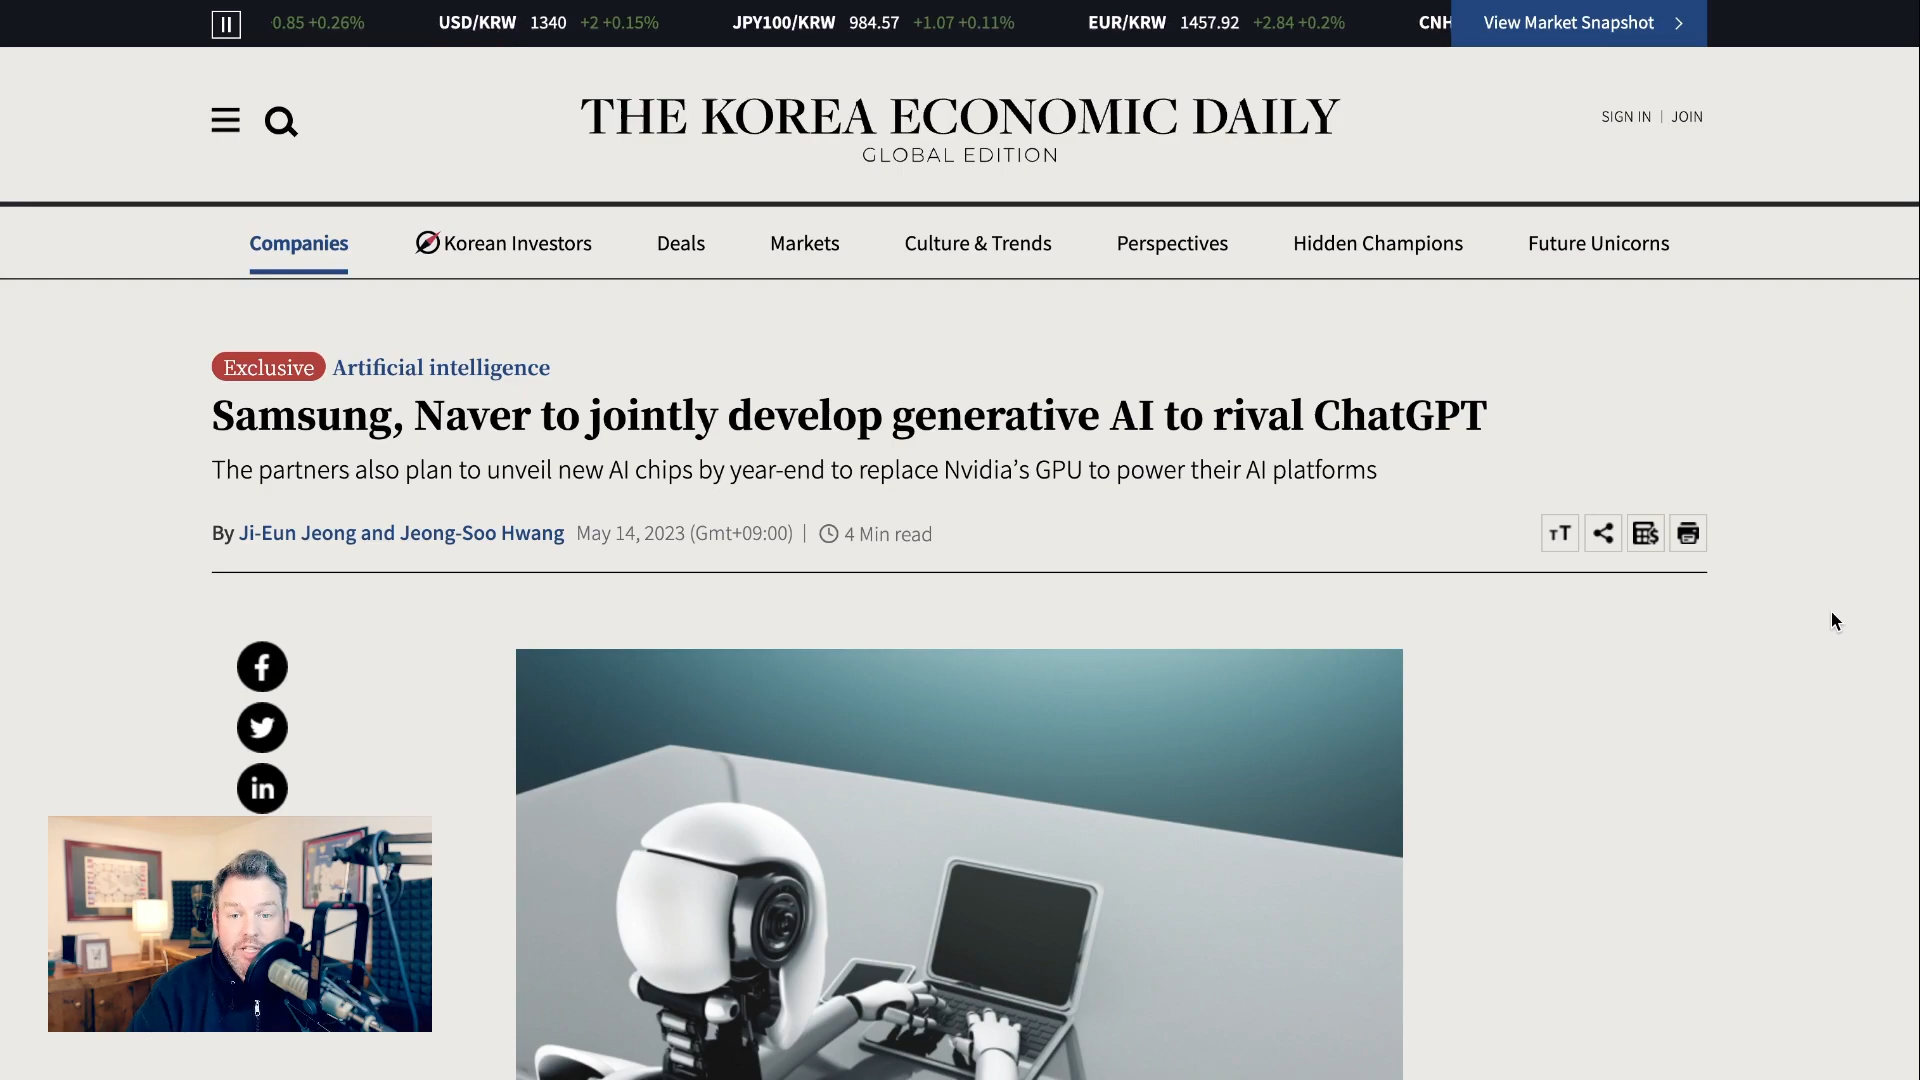 0.85 +0.26% USD/KRW 1340 +2 +0.15% JPY100/KRW 984.57 +1.07 +0.11% EUR/KRW 1457.92 +2.84 +0.2% CNH View Market Snapshot
THE KOREA ECONOMIC DAILY
GLOBAL EDITION
SIGN IN | JOIN
Companies Korean Investors Deals Markets Culture & Trends Perspectives Hidden Champions Future Unicorns
Exclusive Artificial intelligence
Samsung, Naver to jointly develop generative AI to rival ChatGPT
The partners also plan to unveil new AI chips by year-end to replace Nvidia’s GPU to power their AI platforms
By Ji-Eun Jeong and Jeong-Soo Hwang May 14, 2023 (Gmt+09:00) | 4 Min read
TT
f
in